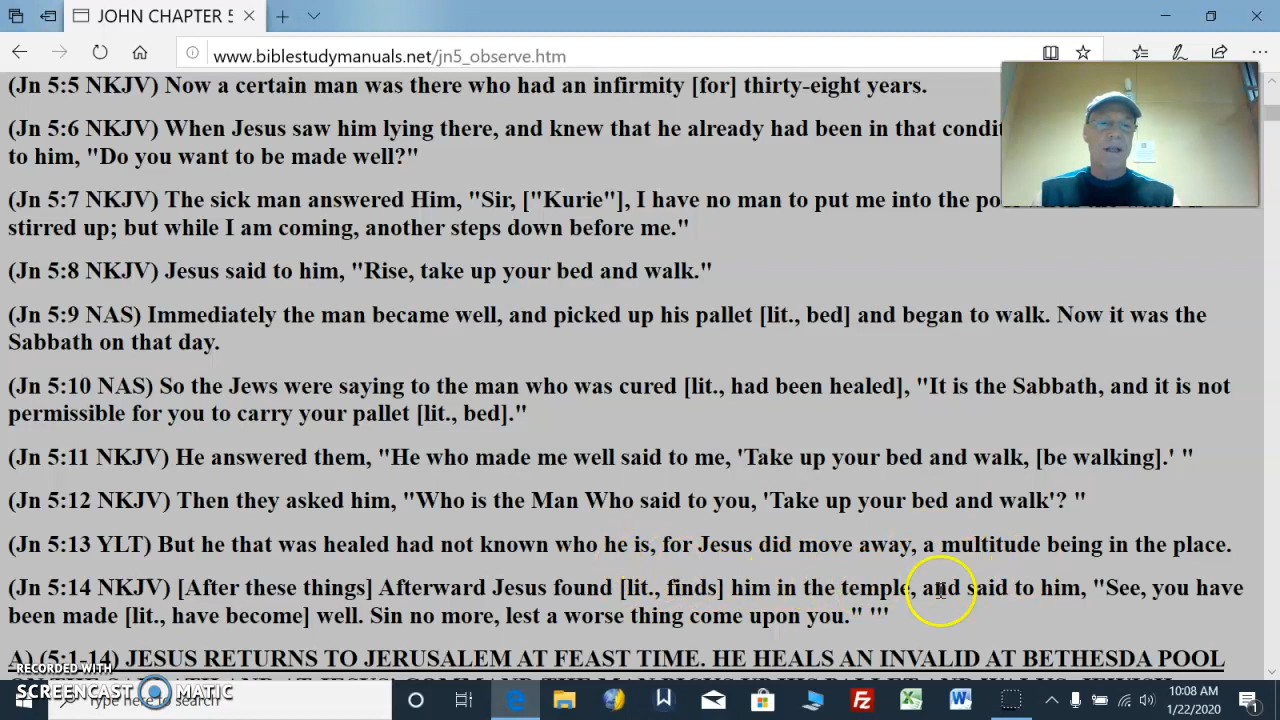 JOHN CHAPTER 5
www.biblestudymanuals.net/jn5_observe.htm
(Jn 5:5 NKJV) Now a certain man was there who had an infirmity [for] thirty-eight years.
(Jn 5:6 NKJV) When Jesus saw him lying there, and knew that he already had been in that
to him, "Do you want to be made well?"
(Jn 5:7 NKJV) The sick man answered Him, "Sir, ["Kurie"], I have no man to put me into the
stirred up; but while I am coming, another steps down before me."
(Jn 5:8 NKJV) Jesus said to him, "Rise, take up your bed and walk."
(Jn 5:9 NAS) Immediately the man became well, and picked up his pallet [lit., bed] and began to walk. Now it was the
Sabbath on that day.
(Jn 5:10 NAS) So the Jews were saying to the man who was cured [lit., had been healed], "It is the Sabbath, and it is not
permissible for you to carry your pallet [lit., bed]."
(Jn 5:11 NKJV) He answered them, "He who made me well said to me, 'Take up your bed and walk, [be walking].' "
(Jn 5:12 NKJV) Then they asked him, "Who is the Man Who said to you, 'Take up your bed and walk'? "
(Jn 5:13 YLT) But he that was healed had not known who he is, for Jesus did move away, a multitude being in the place.
(Jn 5:14 NKJV) [After these things] Afterward Jesus found [lit., finds] him in the temple, and said to him, "See, you have
been made [lit., have become] well. Sin no more, lest a worse thing come upon you." '"
A) (5:1-14) JESUS RETURNS TO JERUSALEM AT FEAST TIME. HE HEALS AN INVALID AT BETHESDA POOL
RECORDED WITH
SCREENCAST MATIC
Type here to search
10:08 AM
1/22/2020